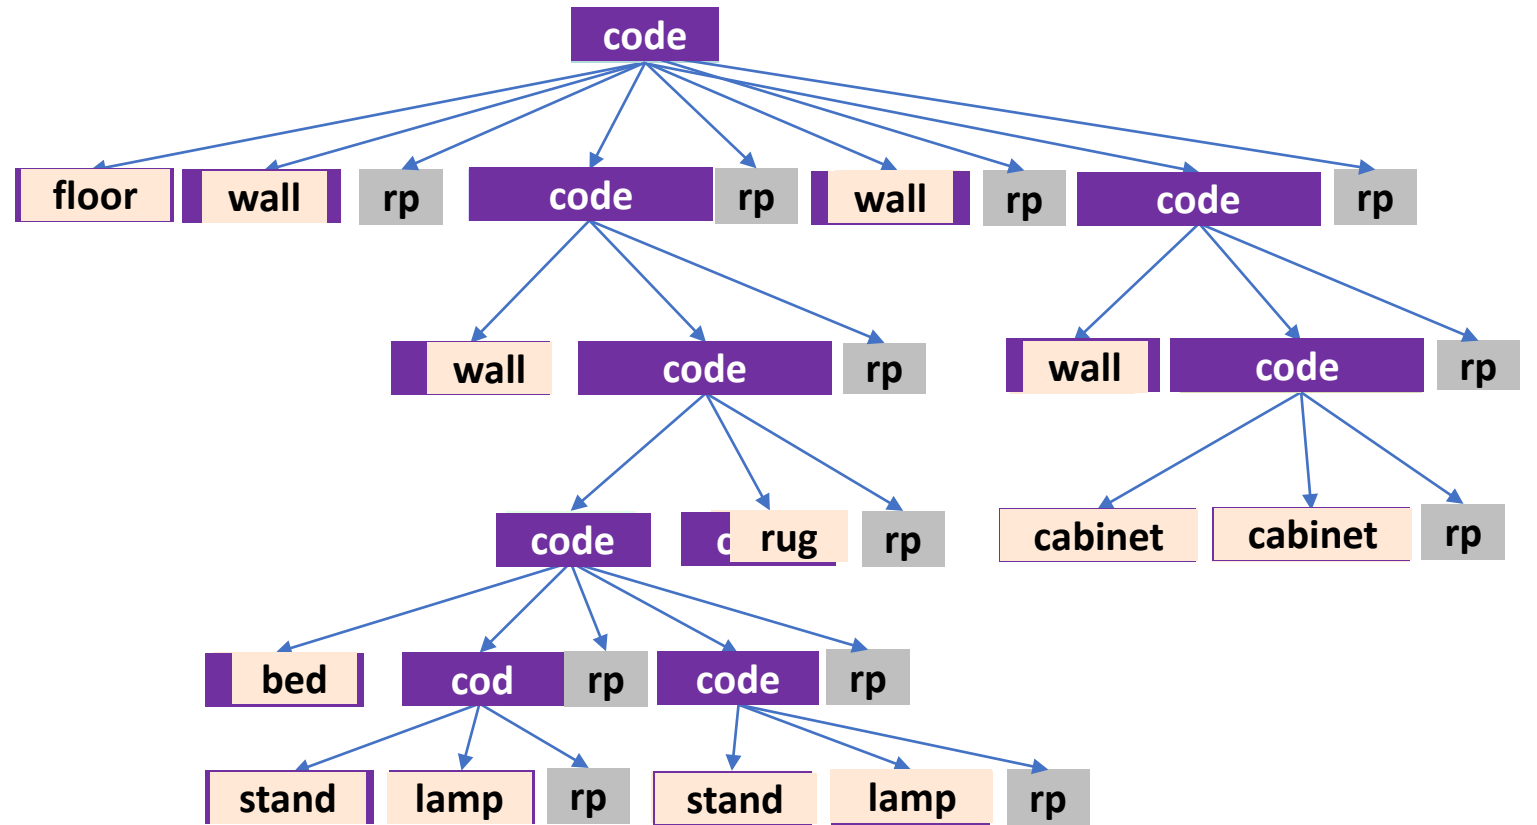 code
floor wall rp code rp wall rp code rp
wall code rp wall code rp
code rug rp cabinet cabinet rp
bed cod rp code rp
stand lamp rp stand lamp rp